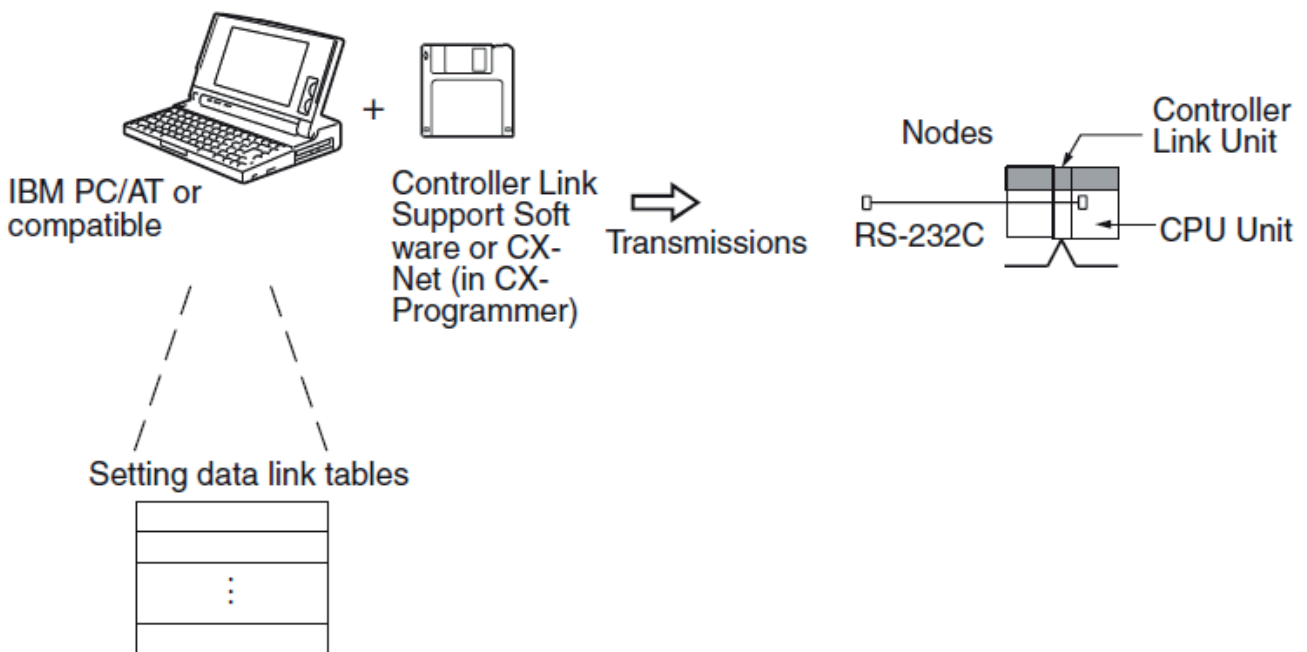 +
IBM PC/AT or
compatible
Controller Link
Support Soft
ware or CX-
Net (in CX-
Programmer)
Transmissions
Nodes
Controller
Link Unit
RS-232C
CPU Unit
Setting data link tables